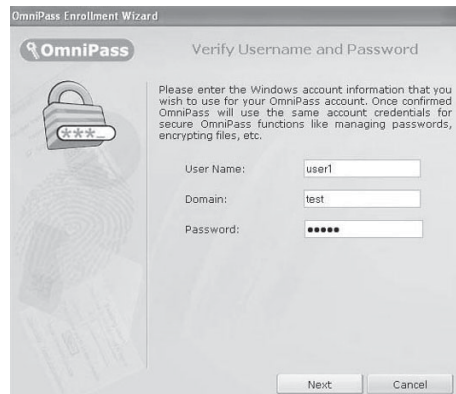 OmniPass Enrollment Wizard
OmniPass
Verify Username and Password
Please enter the Windows account information that you
wish to use for your OmniPass account. Once confirmed
OmniPass will use the same account credentials for
secure OmniPass functions like managing passwords,
encrypting files, etc.
User Name:
user1
Domain:
test
Password:
●●●●●
Next
Cancel